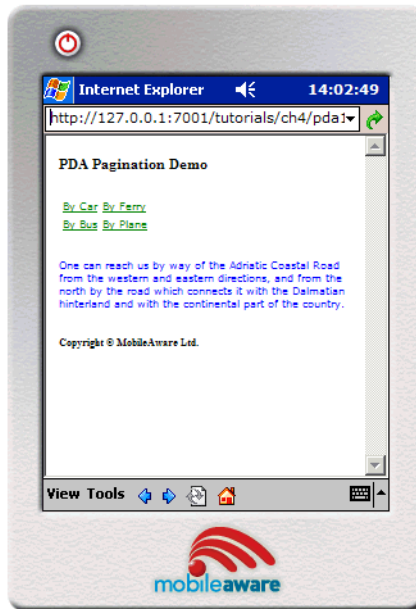 Internet Explorer 14:02:49
http://127.0.0.1:7001/tutorials/ch4/pda1
PDA Pagination Demo
By Car By Ferry
By Bus By Plane
One can reach us by way of the Adriatic Coastal Road
from the western and eastern directions, and from the
north by the road which connects it with the Dalmatian
hinterland and with the continental part of the country.
Copyright © MobileAware Ltd.
View Tools
mobileaware